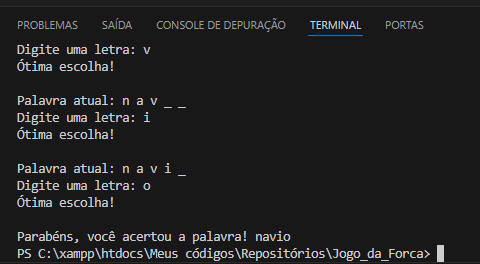 PROBLEMAS SAÍDA CONSOLE DE DEPURAÇÃO TERMINAL PORTAS
Digite uma letra: v
Ótima escolha!
Palavra atual: n a v _ _
Digite uma letra: i
Ótima escolha!
Palavra atual: n a v i _
Digite uma letra: o
Ótima escolha!
Parabéns, você acertou a palavra! navio
PS C:\xampp\htdocs\Meus códigos\Repositórios\Jogo_da_Forca>